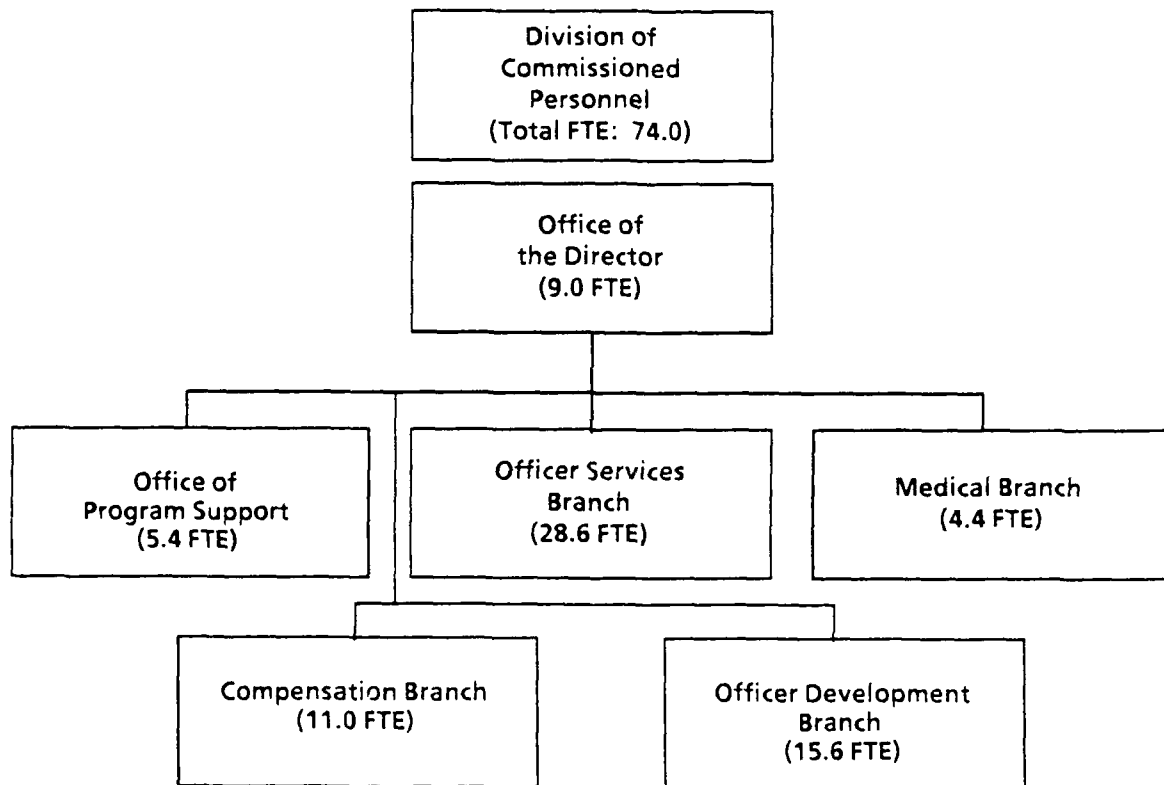 Division of
Commissioned
Personnel
(Total FTE: 74.0)
Office of
the Director
(9.0 FTE)
Office of
Program Support
(5.4 FTE)
Officer Services
Branch
(28.6 FTE)
Medical Branch
(4.4 FTE)
Compensation Branch
(11.0 FTE)
Officer Development
Branch
(15.6 FTE)